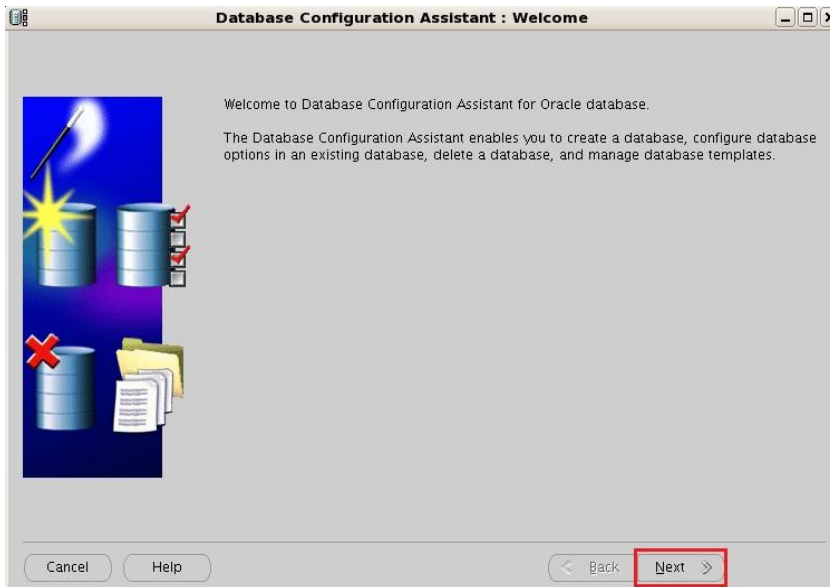 Database Configuration Assistant : Welcome
Welcome to Database Configuration Assistant for Oracle database.
The Database Configuration Assistant enables you to create a database, configure database
options in an existing database, delete a database, and manage database templates.
Cancel Help Back Next